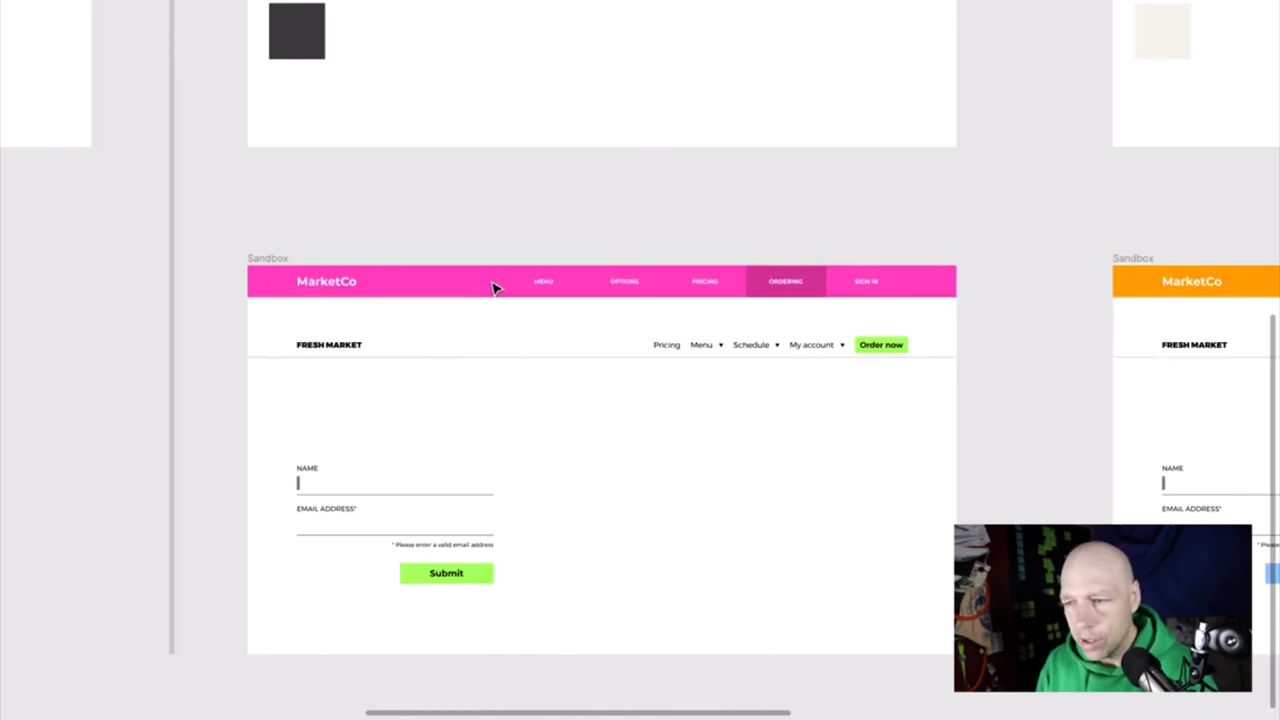 Sandbox
MarketCo MENU OPTIONS PRICING ORDERING SIGN IN
FRESH MARKET Pricing Menu Schedule My account Order now
NAME
EMAIL ADDRESS*
* Please enter a valid email address
Submit
Sandbox
MarketCo
FRESH MARKET
NAME
EMAIL ADDRESS*